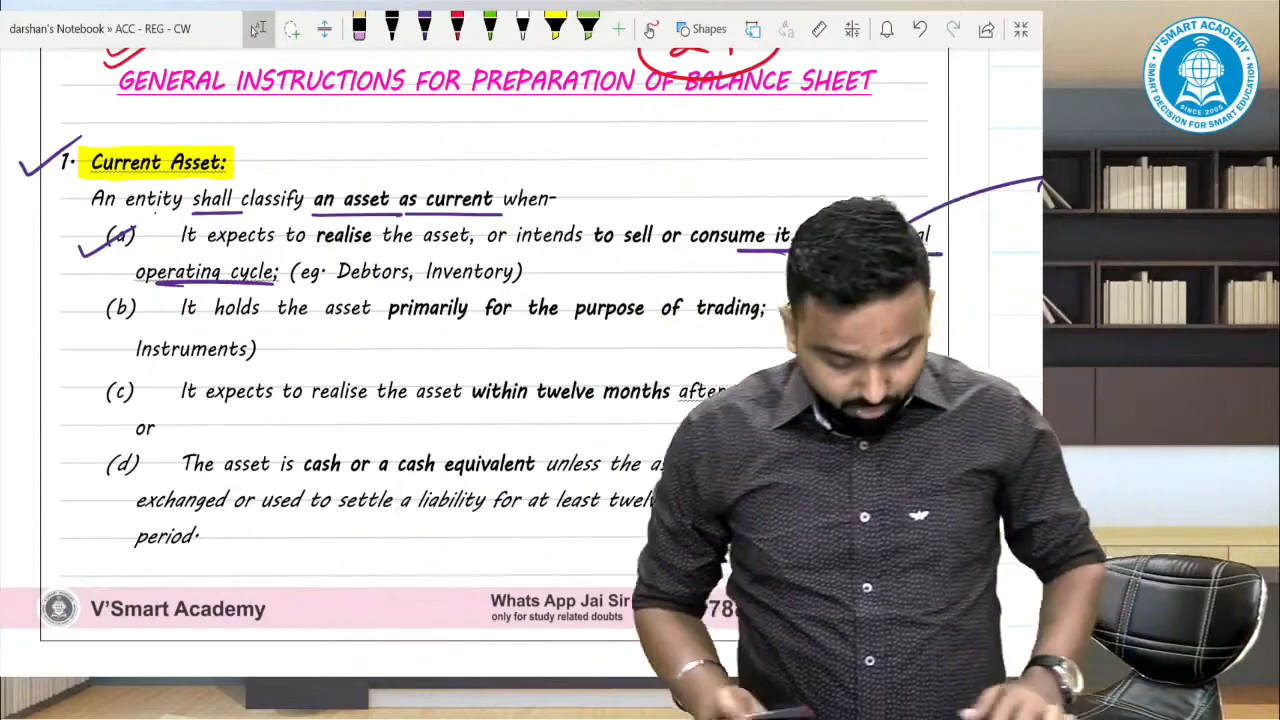 darshan's Notebook » ACC - REG - CW
Shapes
GENERAL INSTRUCTIONS FOR PREPARATION OF BALANCE SHEET
1. Current Asset:
An entity shall classify an asset as current when-
(a) It expects to realise the asset, or intends to sell or consume it
operating cycle; (eg. Debtors, Inventory)
(b) It holds the asset primarily for the purpose of trading;
Instruments)
(c) It expects to realise the asset within twelve months after
or
(d) The asset is cash or a cash equivalent unless the
exchanged or used to settle a liability for at least
period.
V'Smart Academy
Whats App Jai Sir
only for study related doubts
V'SMART ACADEMY
SINCE-2005
SMART DECISION FOR SMART EDUCATION